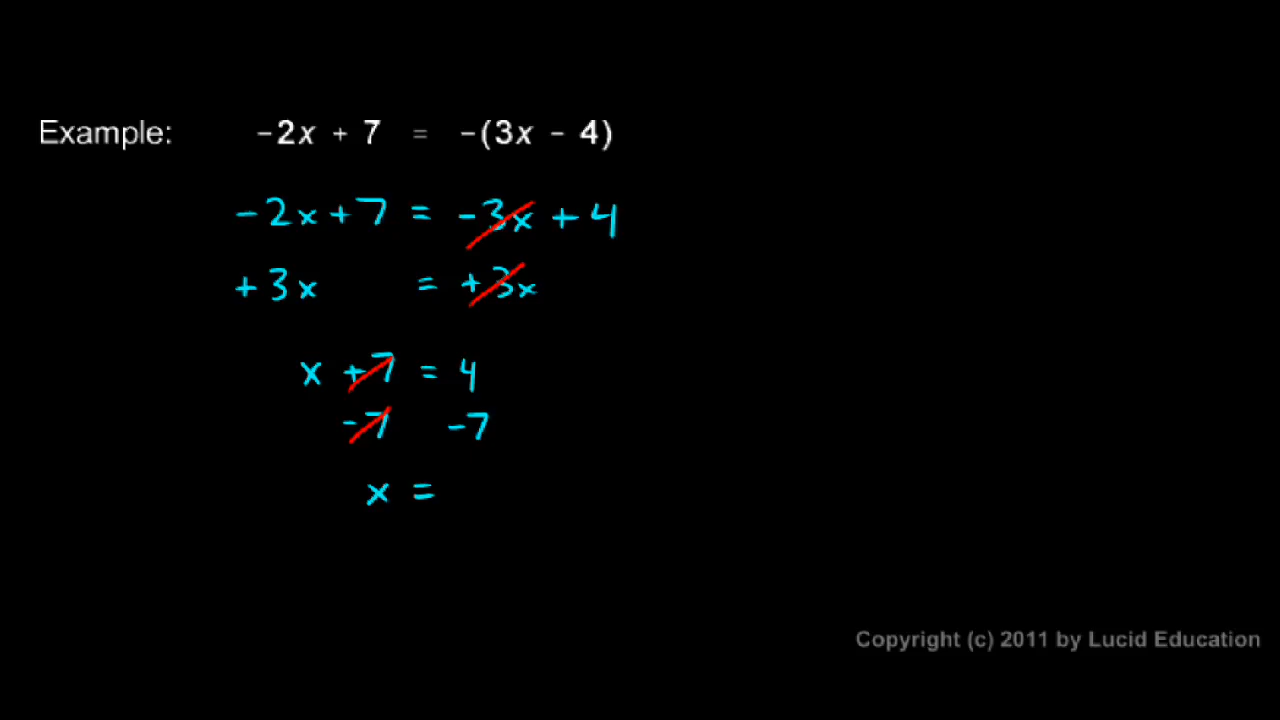 Example: -2x + 7 = -(3x - 4)
-2x+7 = -3x + 4
+3x = +3x
x +7 = 4
-7 -7
x =
Copyright (c) 2011 by Lucid Education